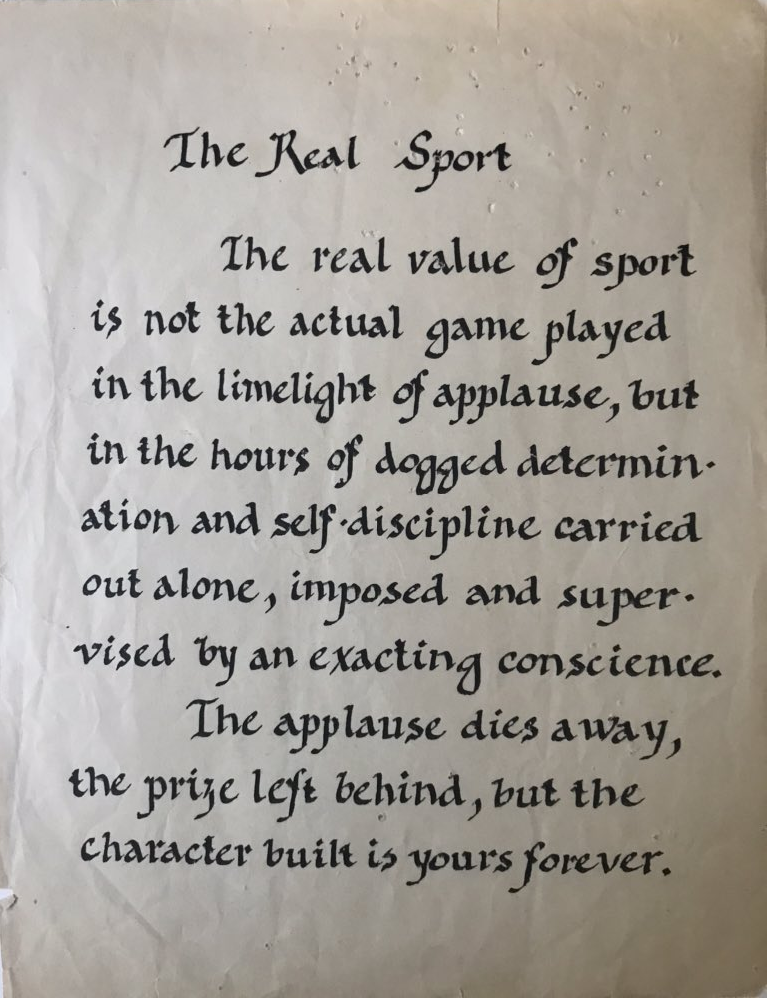 The Real Sport
The real value of sport
is not the actual game played
in the limelight of applause, but
in the hours of dogged determin-
ation and self-discipline carried
out alone, imposed and super-
vised by an exacting conscience.
The applause dies away,
the prize left behind, but the
character built is yours forever.